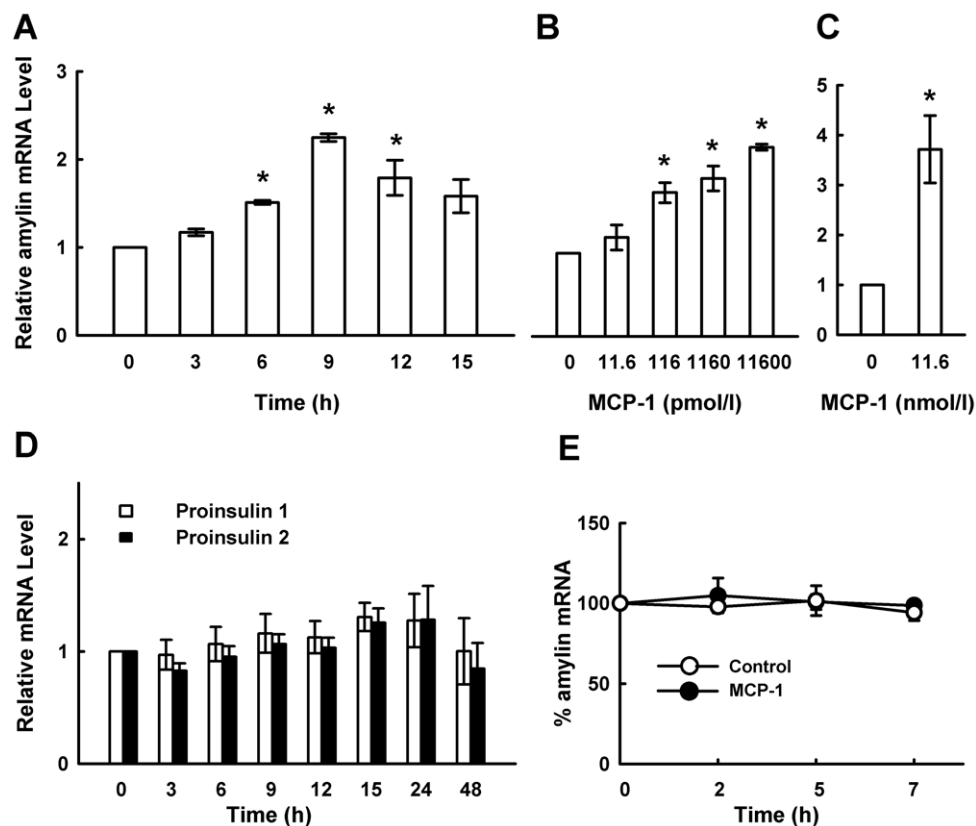 A
Relative amylin mRNA Level
3
2
1
0
*
*
*
0 3 6 9 12 15
Time (h)
B
*
*
*
0 11.6 116 1160 11600
MCP-1 (pmol/l)
C
5
4
3
2
1
0
*
0 11.6
MCP-1 (nmol/l)
D
Relative mRNA Level
2
1
0
Proinsulin 1
Proinsulin 2
0 3 6 9 12 15 24 48
Time (h)
E
% amylin mRNA
150
100
50
0
Control
MCP-1
0 2 5 7
Time (h)